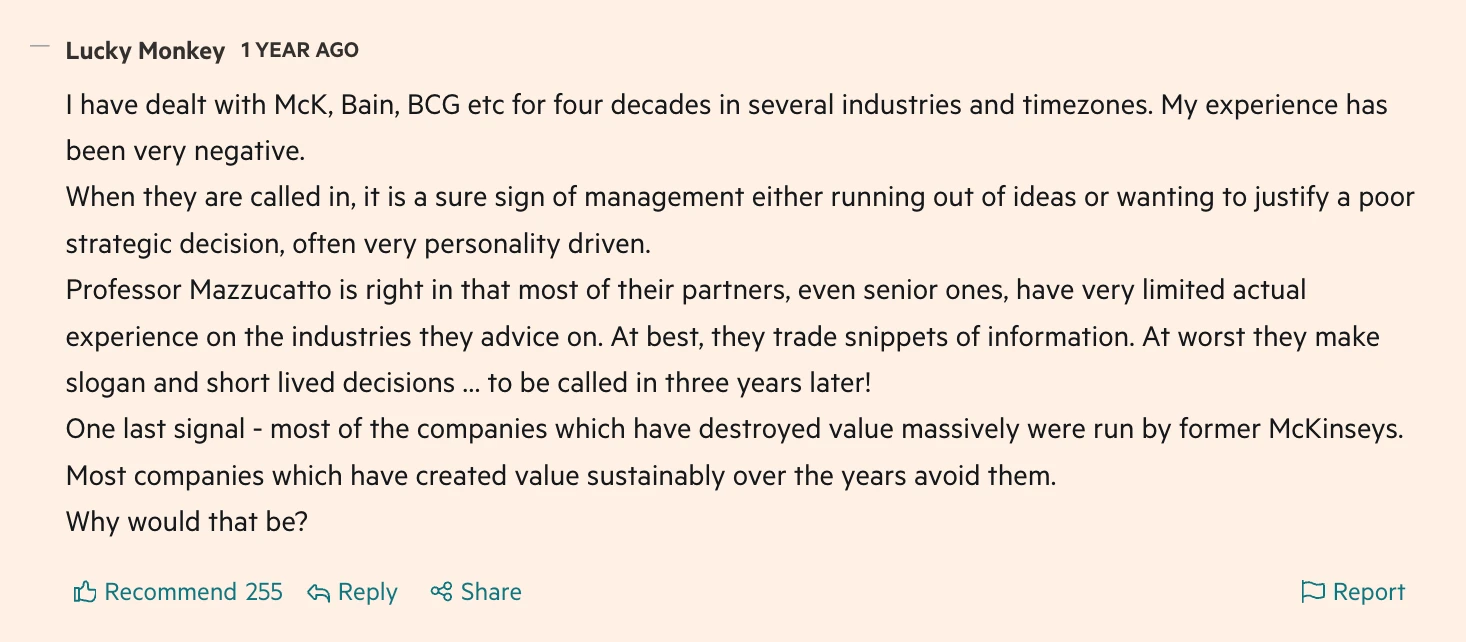 Lucky Monkey 1 YEAR AGO
I have dealt with McK, Bain, BCG etc for four decades in several industries and timezones. My experience has
been very negative.
When they are called in, it is a sure sign of management either running out of ideas or wanting to justify a poor
strategic decision, often very personality driven.
Professor Mazzucatto is right in that most of their partners, even senior ones, have very limited actual
experience on the industries they advice on. At best, they trade snippets of information. At worst they make
slogan and short lived decisions ... to be called in three years later!
One last signal - most of the companies which have destroyed value massively were run by former McKinseys.
Most companies which have created value sustainably over the years avoid them.
Why would that be?
Recommend 255 Reply Share Report